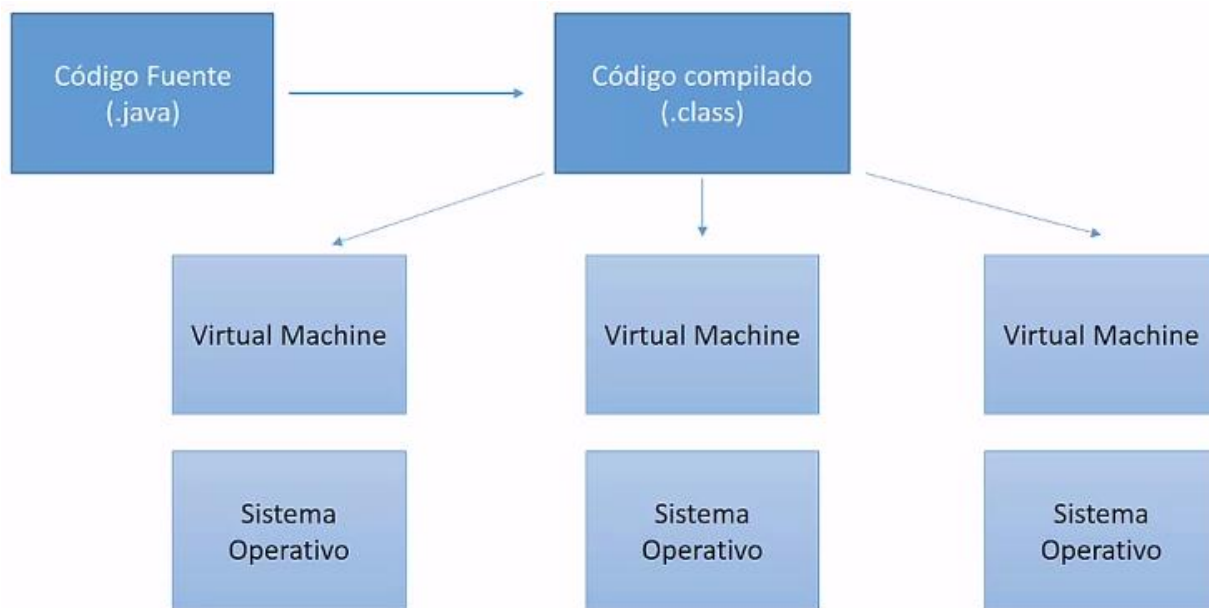 Código Fuente
(.java)
Código compilado
(.class)
Virtual Machine
Virtual Machine
Virtual Machine
Sistema
Operativo
Sistema
Operativo
Sistema
Operativo